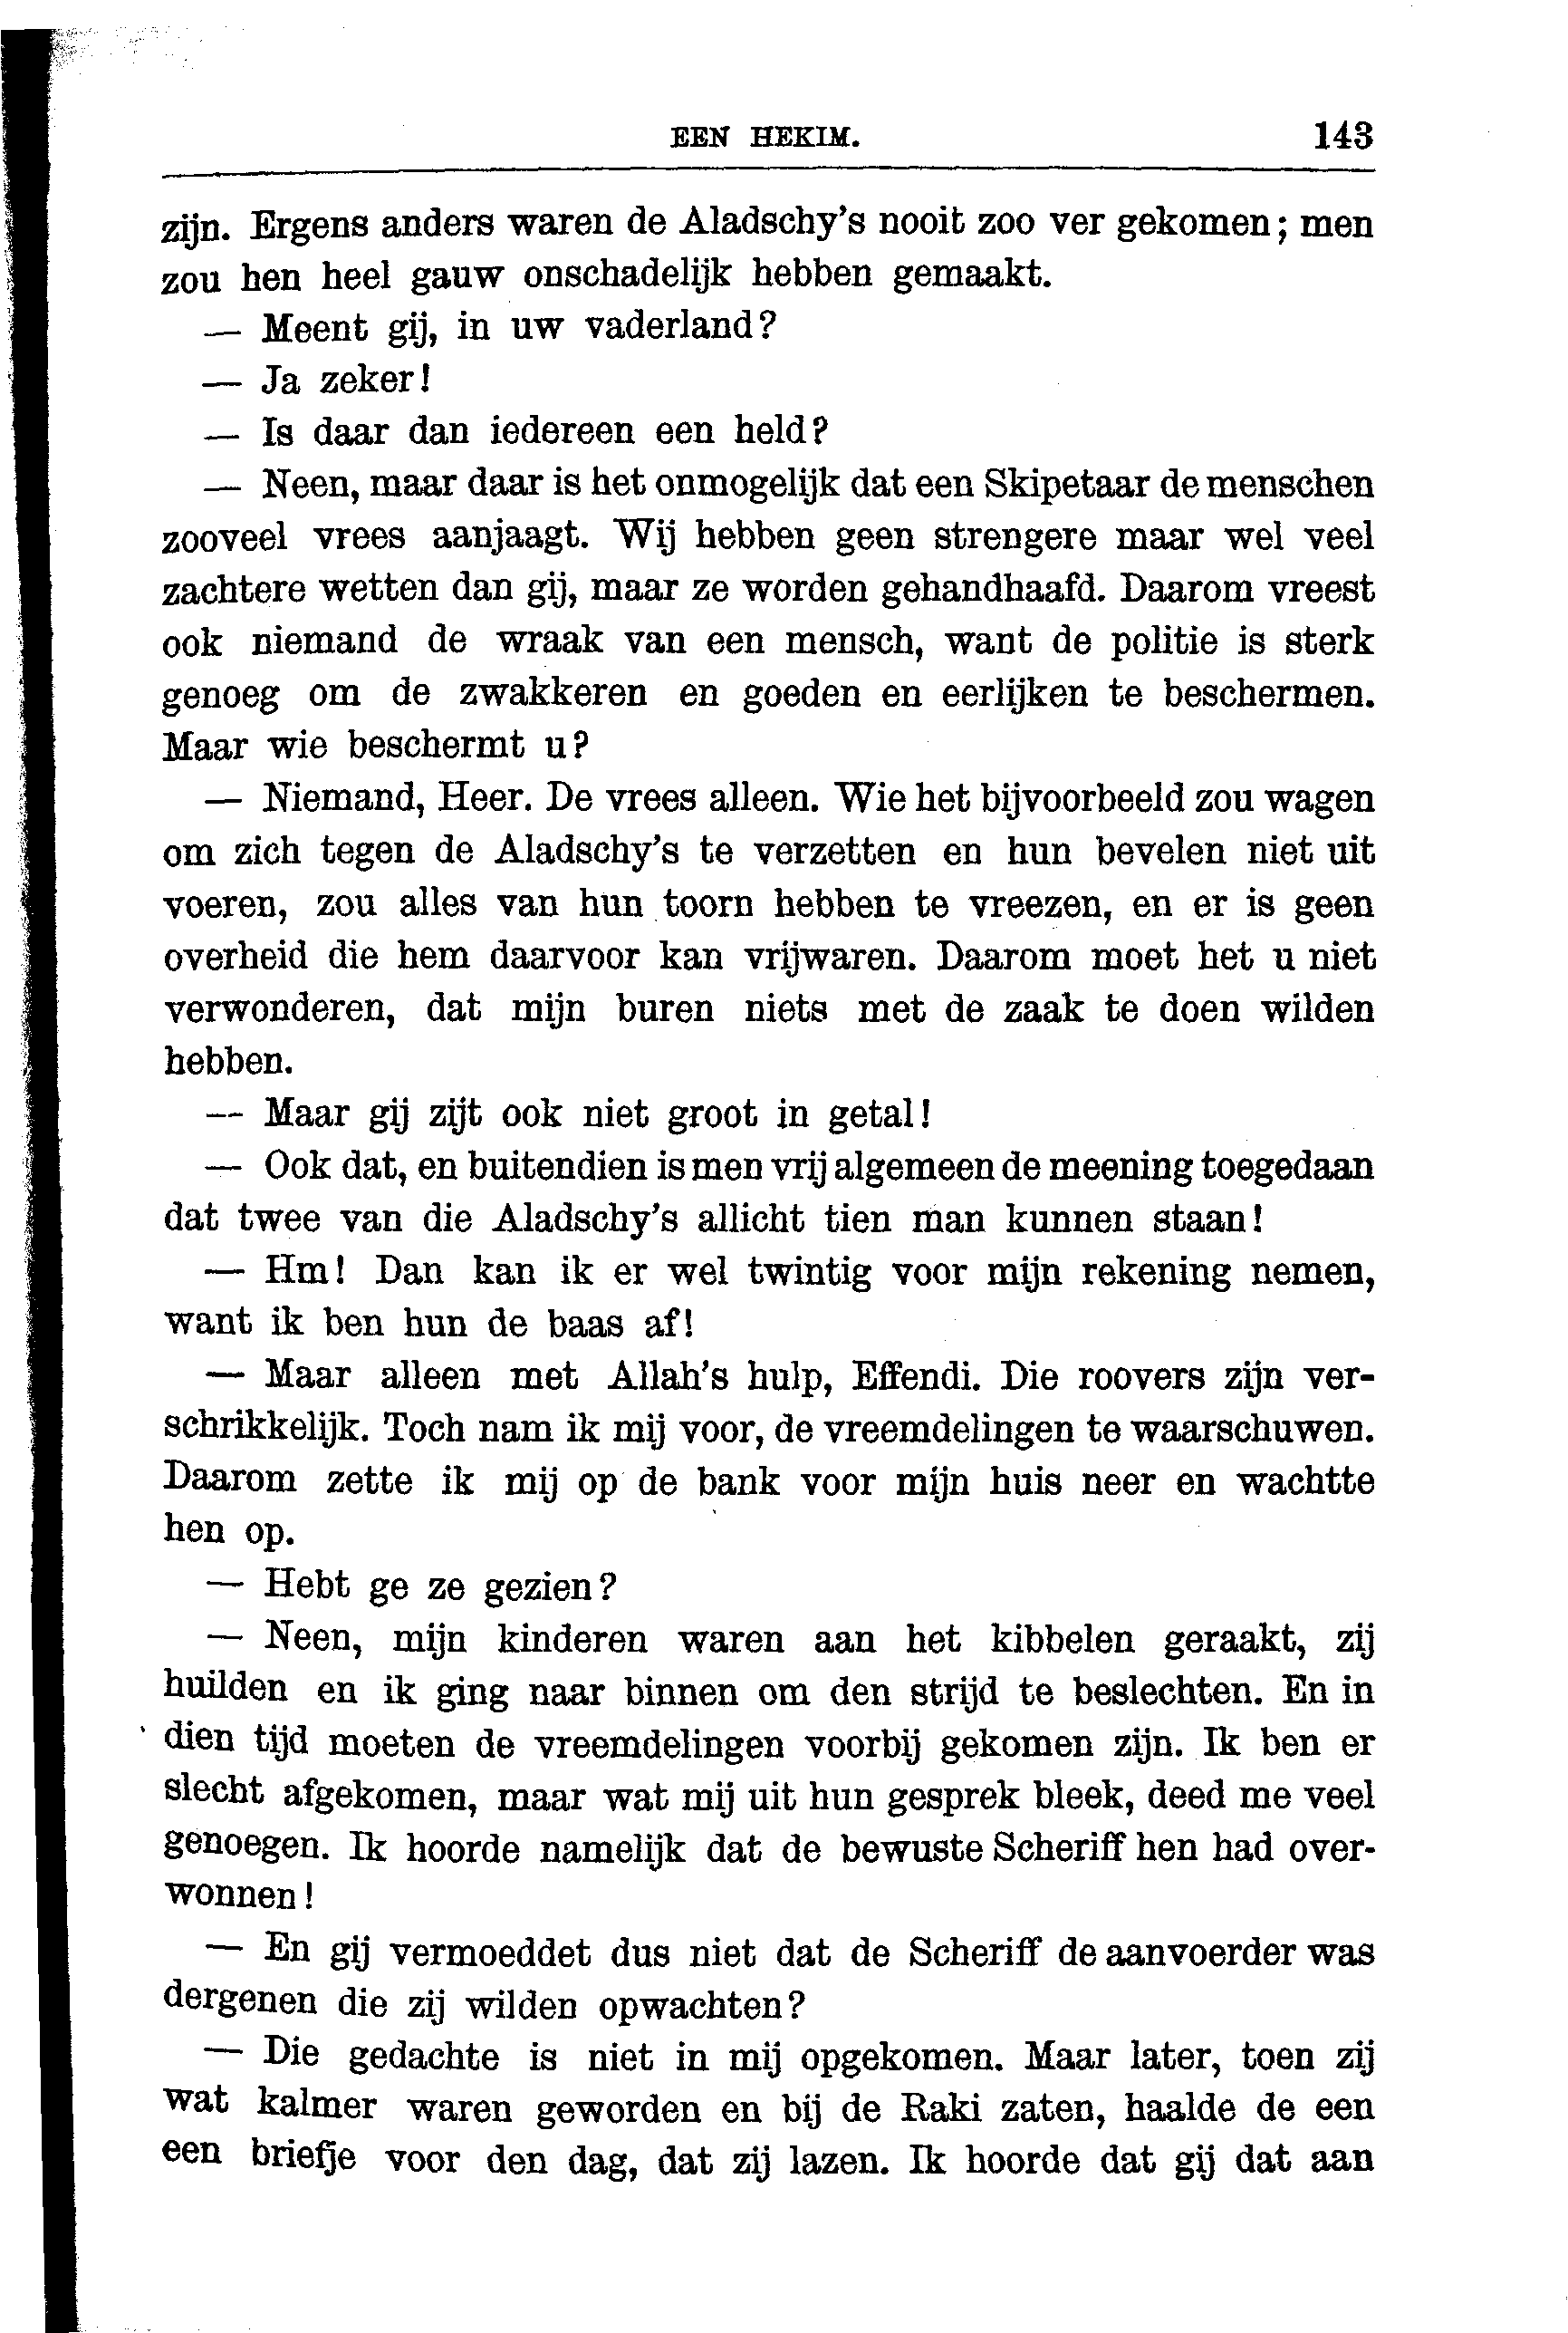 EEN HEKIM. 143
zijn. Ergens anders waren de Aladschy's nooit zoo ver gekomen; men
zou hen heel gauw onschadelijk hebben gemaakt.
— Meent gij, in uw vaderland?
— Ja zeker!
— Is daar dan iedereen een held?
— Neen, maar daar is het onmogelijk dat een Skipetaar de menschen
zooveel vrees aanjaagt. Wij hebben geen strengere maar wel veel
zachtere wetten dan gij, maar ze worden gehandhaafd. Daarom vreest
ook niemand de wraak van een mensch, want de politie is sterk
genoeg om de zwakkeren en goeden en eerlijken te beschermen.
Maar wie beschermt u?
— Niemand, Heer. De vrees alleen. Wie het bijvoorbeeld zou wagen
om zich tegen de Aladschy's te verzetten en hun bevelen niet uit
voeren, zou alles van hun toorn hebben te vreezen, en er is geen
overheid die hem daarvoor kan vrijwaren. Daarom moet het u niet
verwonderen, dat mijn buren niets met de zaak te doen wilden
hebben.
— Maar gij zijt ook niet groot in getal!
— Ook dat, en buitendien is men vrij algemeen de meening toegedaan
dat twee van die Aladschy's allicht tien man kunnen staan!
— Hm! Dan kan ik er wel twintig voor mijn rekening nemen,
want ik ben hun de baas af!
— Maar alleen met Allah's hulp, Effendi. Die roovers zijn ver-
schrikkelijk. Toch nam ik mij voor, de vreemdelingen te waarschuwen.
Daarom zette ik mij op de bank voor mijn huis neer en wachtte
hen op.
— Hebt ge ze gezien?
— Neen, mijn kinderen waren aan het kibbelen geraakt, zij
huilden en ik ging naar binnen om den strijd te beslechten. En in
dien tijd moeten de vreemdelingen voorbij gekomen zijn. Ik ben er
slecht afgekomen, maar wat mij uit hun gesprek bleek, deed me veel
genoegen. Ik hoorde namelijk dat de bewuste Scheriff hen had over-
wonnen!
— En gij vermoeddet dus niet dat de Scheriff de aanvoerder was
dergenen die zij wilden opwachten?
— Die gedachte is niet in mij opgekomen. Maar later, toen zij
wat kalmer waren geworden en bij de Raki zaten, haalde de een
een briefje voor den dag, dat zij lazen. Ik hoorde dat gij dat aan